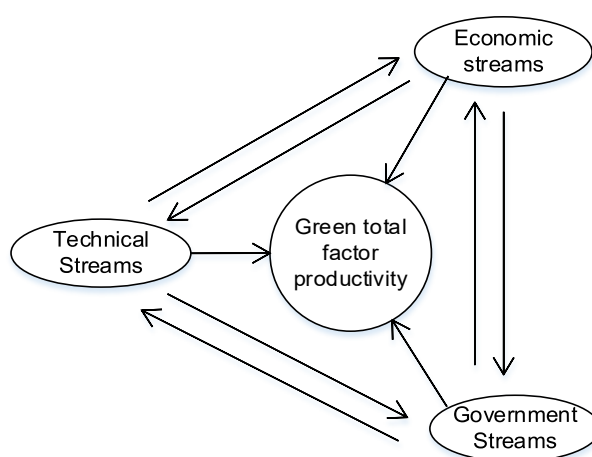 Economic
streams
Green total
factor
productivity
Technical
Streams
Government
Streams